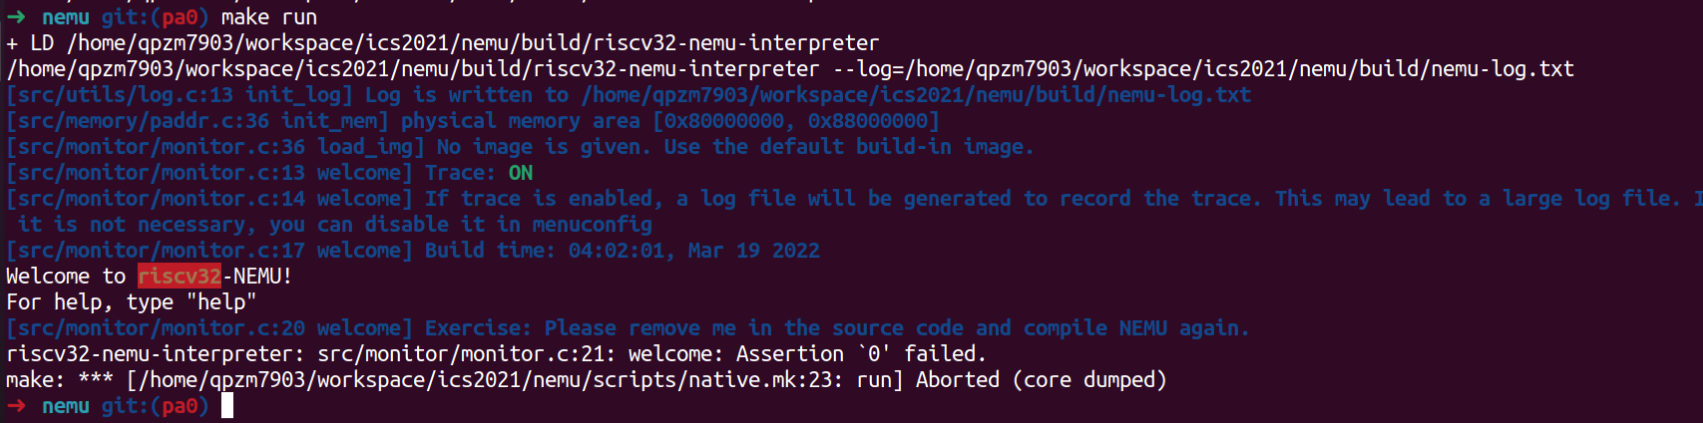 → nemu git:(pa0) make run
+ LD /home/qpzm7903/workspace/ics2021/nemu/build/riscv32-nemu-interpreter
/home/qpzm7903/workspace/ics2021/nemu/build/riscv32-nemu-interpreter --log=/home/qpzm7903/workspace/ics2021/nemu/build/nemu-log.txt
[src/utils/log.c:13 init_log] Log is written to /home/qpzm7903/workspace/ics2021/nemu/build/nemu-log.txt
[src/memory/paddr.c:36 init_mem] physical memory area [0x80000000, 0x88000000]
[src/monitor/monitor.c:36 load_img] No image is given. Use the default build-in image.
[src/monitor/monitor.c:13 welcome] Trace: ON
[src/monitor/monitor.c:14 welcome] If trace is enabled, a log file will be generated to record the trace. This may lead to a large log file. I
it is not necessary, you can disable it in menuconfig
[src/monitor/monitor.c:17 welcome] Build time: 04:02:01, Mar 19 2022
Welcome to riscv32-NEMU!
For help, type "help"
[src/monitor/monitor.c:20 welcome] Exercise: Please remove me in the source code and compile NEMU again.
riscv32-nemu-interpreter: src/monitor/monitor.c:21: welcome: Assertion `0' failed.
make: *** [/home/qpzm7903/workspace/ics2021/nemu/scripts/native.mk:23: run] Aborted (core dumped)
→ nemu git:(pa0)